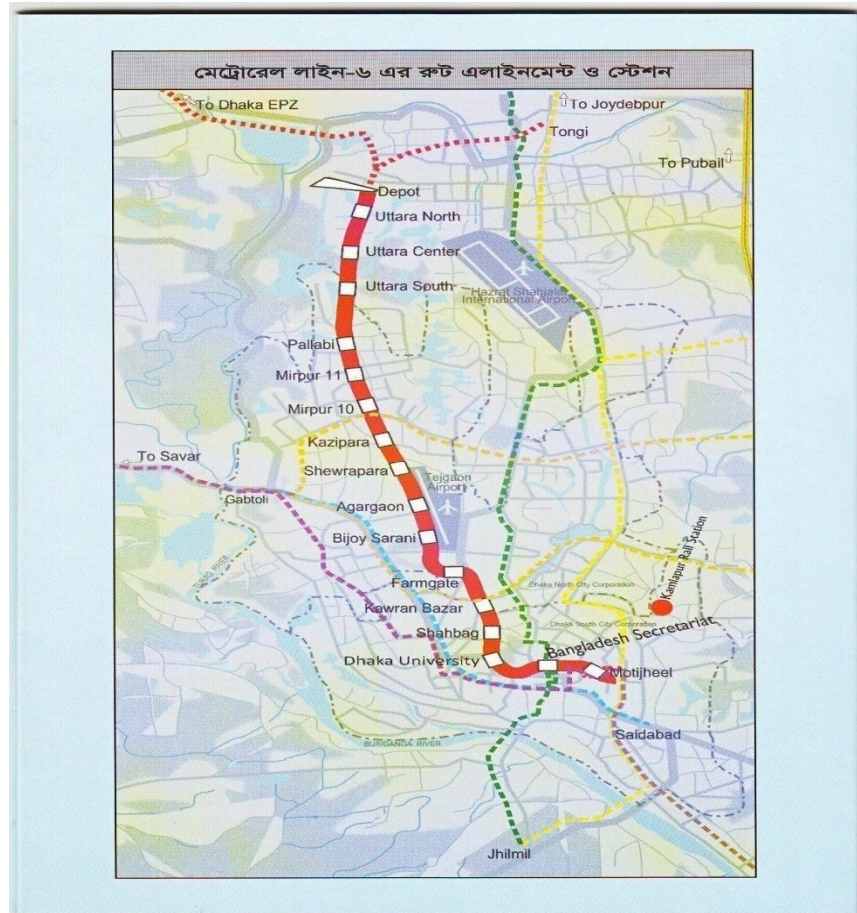 মেট্রোরেল লাইন-৬ এর রুট এলাইনমেন্ট ও স্টেশন
To Dhaka EPZ
To Joydebpur
Tongi
To Pubail
Depot
Uttara North
Uttara Center
Hazrat Shahjalal
International Airport
Uttara South
Pallabi
Mirpur 11
Mirpur 10
Kazipara
To Savar
Shewrapara
Tejgaon
Airport
Gabtoli
Agargaon
Bijoy Sarani
TURAG RIVER
Farmgate
Dhaka North City Corporation
Kamlapur Rail Station
Kawran Bazar
Dhaka South City Corporation
Shahbag
Bangladesh Secretariat
Dhaka University
Motijheel
Saidabad
BURIGANGA RIVER
Jhilmil